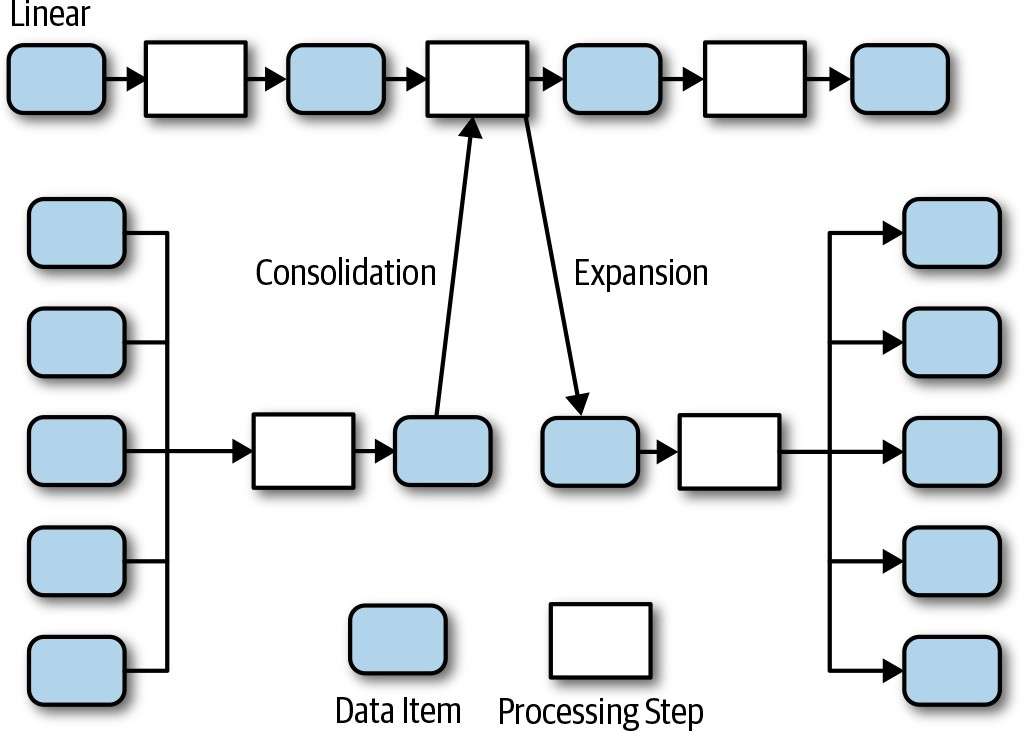 Linear
Consolidation
Expansion
Data Item
Processing Step